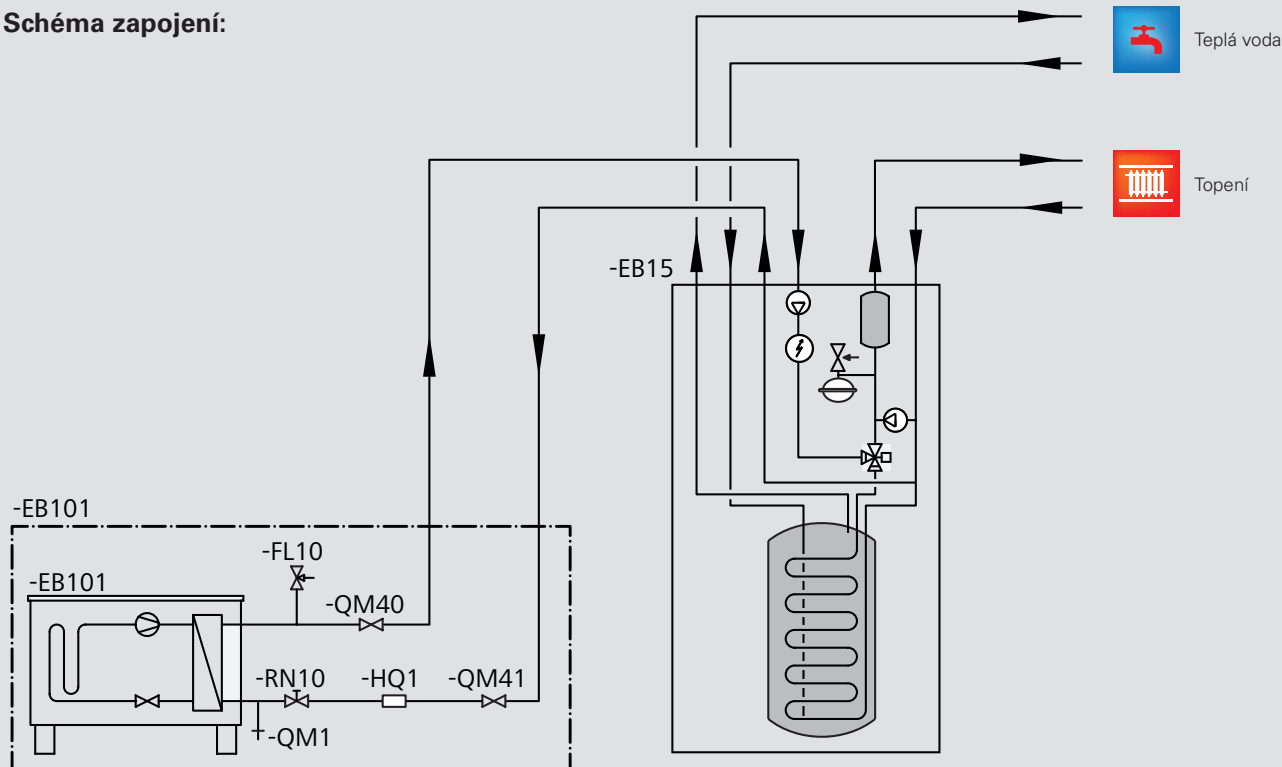 Schéma zapojení:
Teplá voda
Topení
-EB15
-EB101
-FL10
-EB101
-QM40
-RN10
-HQ1
-QM41
-QM1